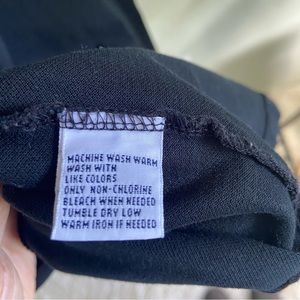 MACHINE WASH WARM
WASH WITH
LIKE COLORS
ONLY NON-CHLORINE
BLEACH WHEN NEEDED
TUMBLE DRY LOW
WARM IRON IF NEEDED